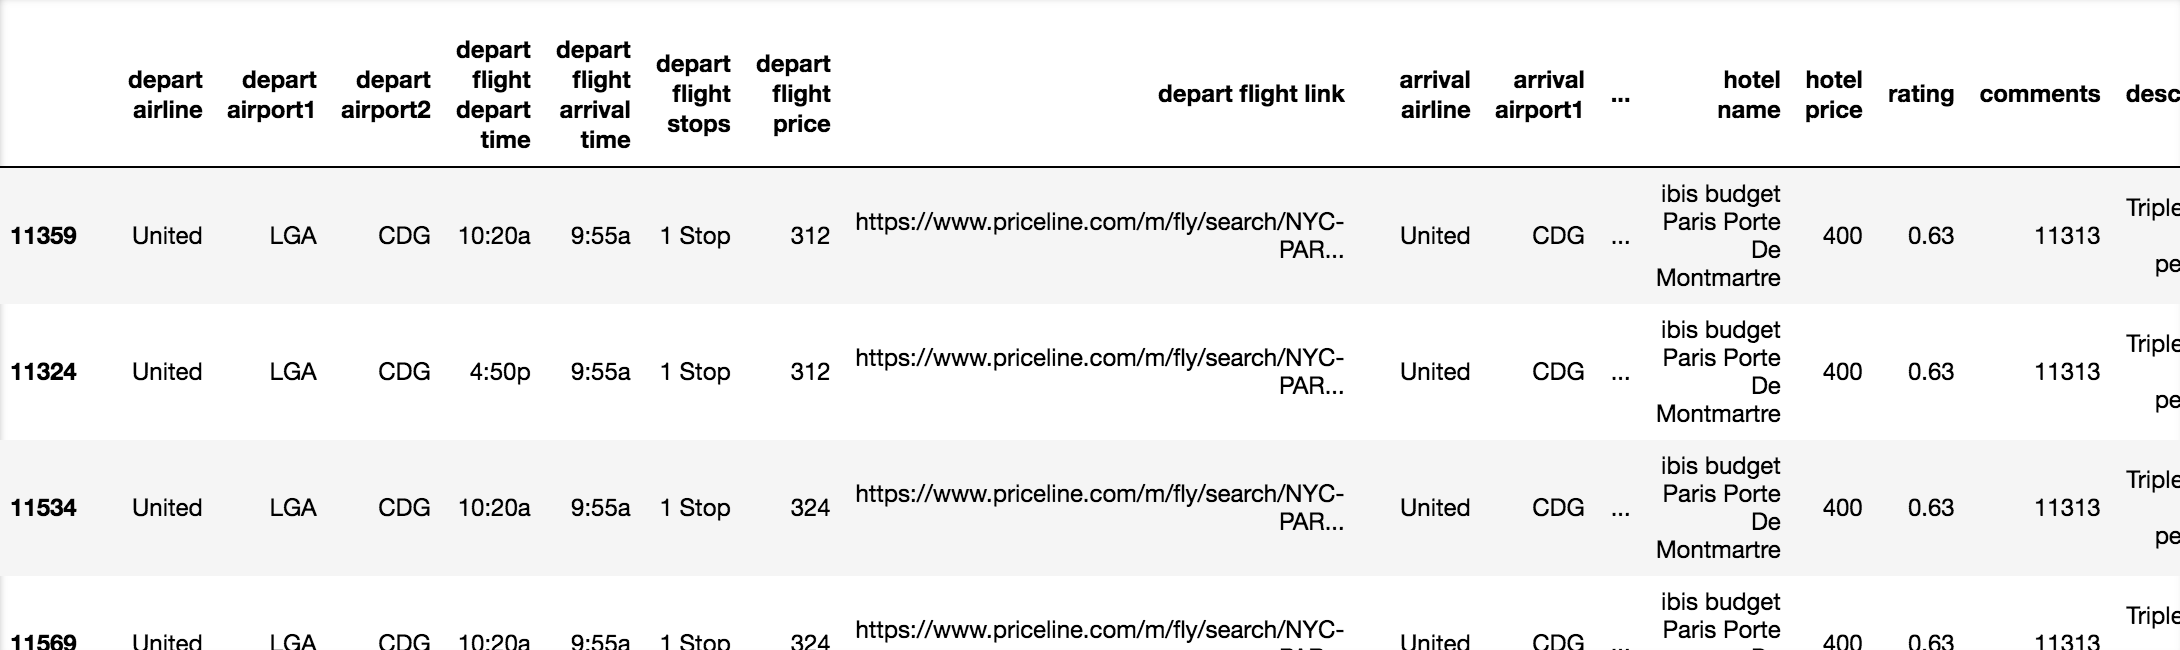 depart airline depart airport1 depart airport2 depart flight depart time depart flight arrival time depart flight stops depart flight price depart flight link arrival airline arrival airport1 ... hotel name hotel price rating comments desc
11359 United LGA CDG 10:20a 9:55a 1 Stop 312 https://www.priceline.com/m/fly/search/NYC-PAR... United CDG ... ibis budget Paris Porte De Montmartre 400 0.63 11313 Triple pe
11324 United LGA CDG 4:50p 9:55a 1 Stop 312 https://www.priceline.com/m/fly/search/NYC-PAR... United CDG ... ibis budget Paris Porte De Montmartre 400 0.63 11313 Triple pe
11534 United LGA CDG 10:20a 9:55a 1 Stop 324 https://www.priceline.com/m/fly/search/NYC-PAR... United CDG ... ibis budget Paris Porte De Montmartre 400 0.63 11313 Triple pe
11569 United LGA CDG 10:20a 9:55a 1 Stop 324 https://www.priceline.com/m/fly/search/NYC- United CDG ... ibis budget Paris Porte 400 0.63 11313 Triple